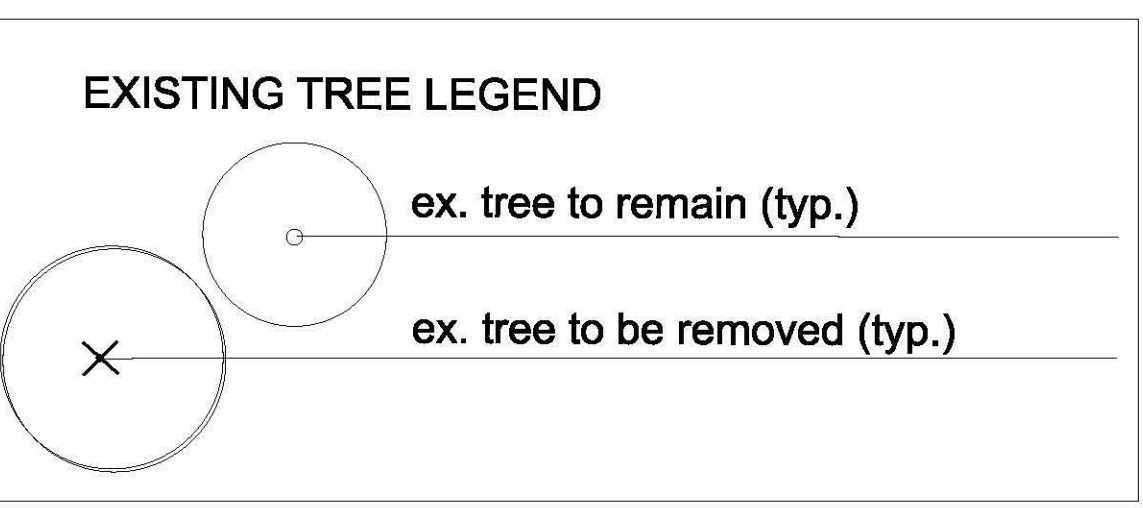 EXISTING TREE LEGEND
ex. tree to remain (typ.)
ex. tree to be removed (typ.)